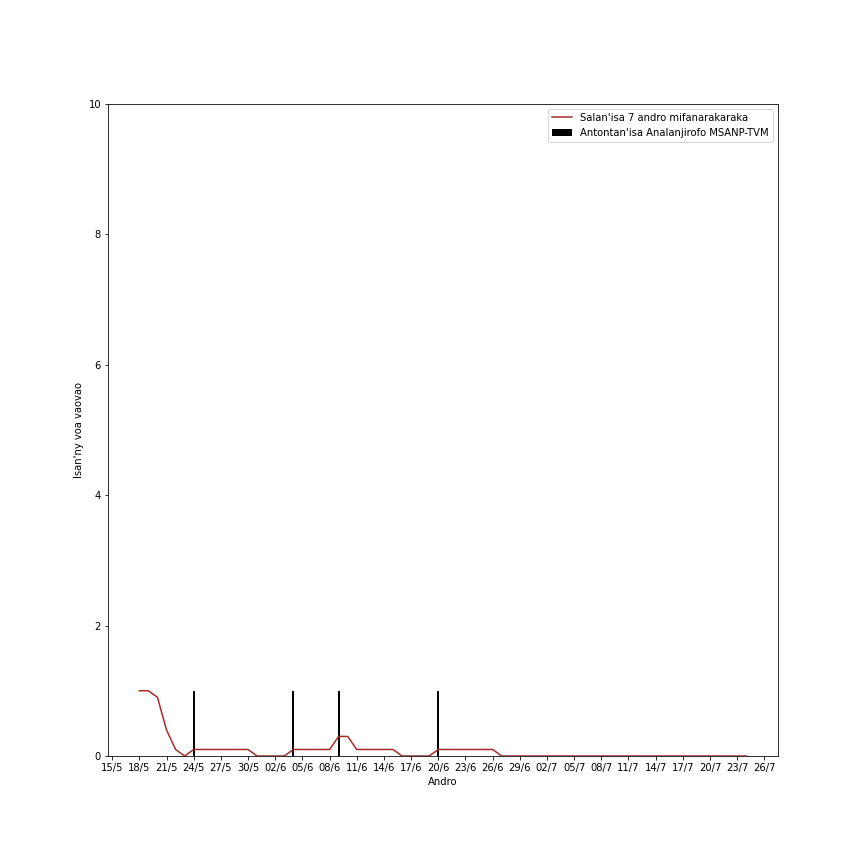 Salan'isa 7 andro mifanarakaraka
Antontan'isa Analanjirofo MSANP-TVM
10
8
6
4
2
0
Isan'ny voa vaovao
15/5 18/5 21/5 24/5 27/5 30/5 02/6 05/6 08/6 11/6 14/6 17/6 20/6 23/6 26/6 29/6 02/7 05/7 08/7 11/7 14/7 17/7 20/7 23/7 26/7
Andro